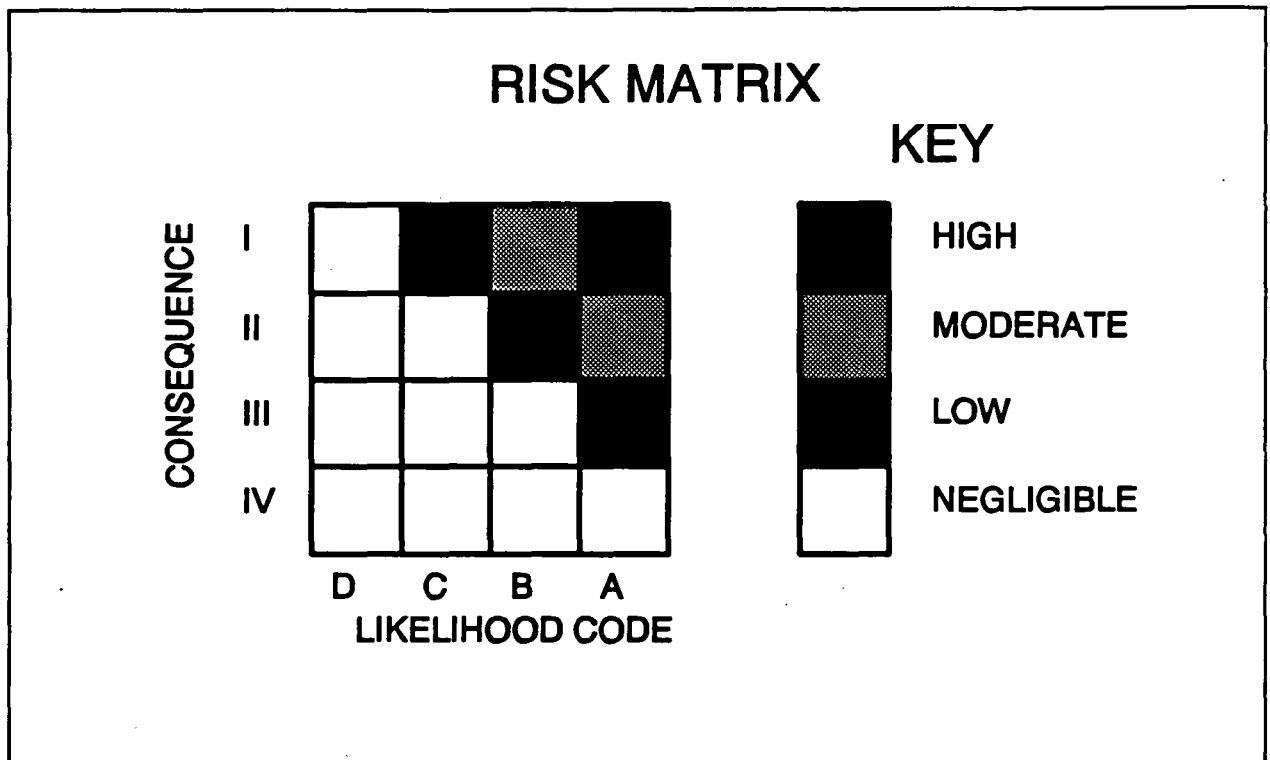 RISK MATRIX
KEY
CONSEQUENCE
I
II
III
IV
D C B A
LIKELIHOOD CODE
HIGH
MODERATE
LOW
NEGLIGIBLE